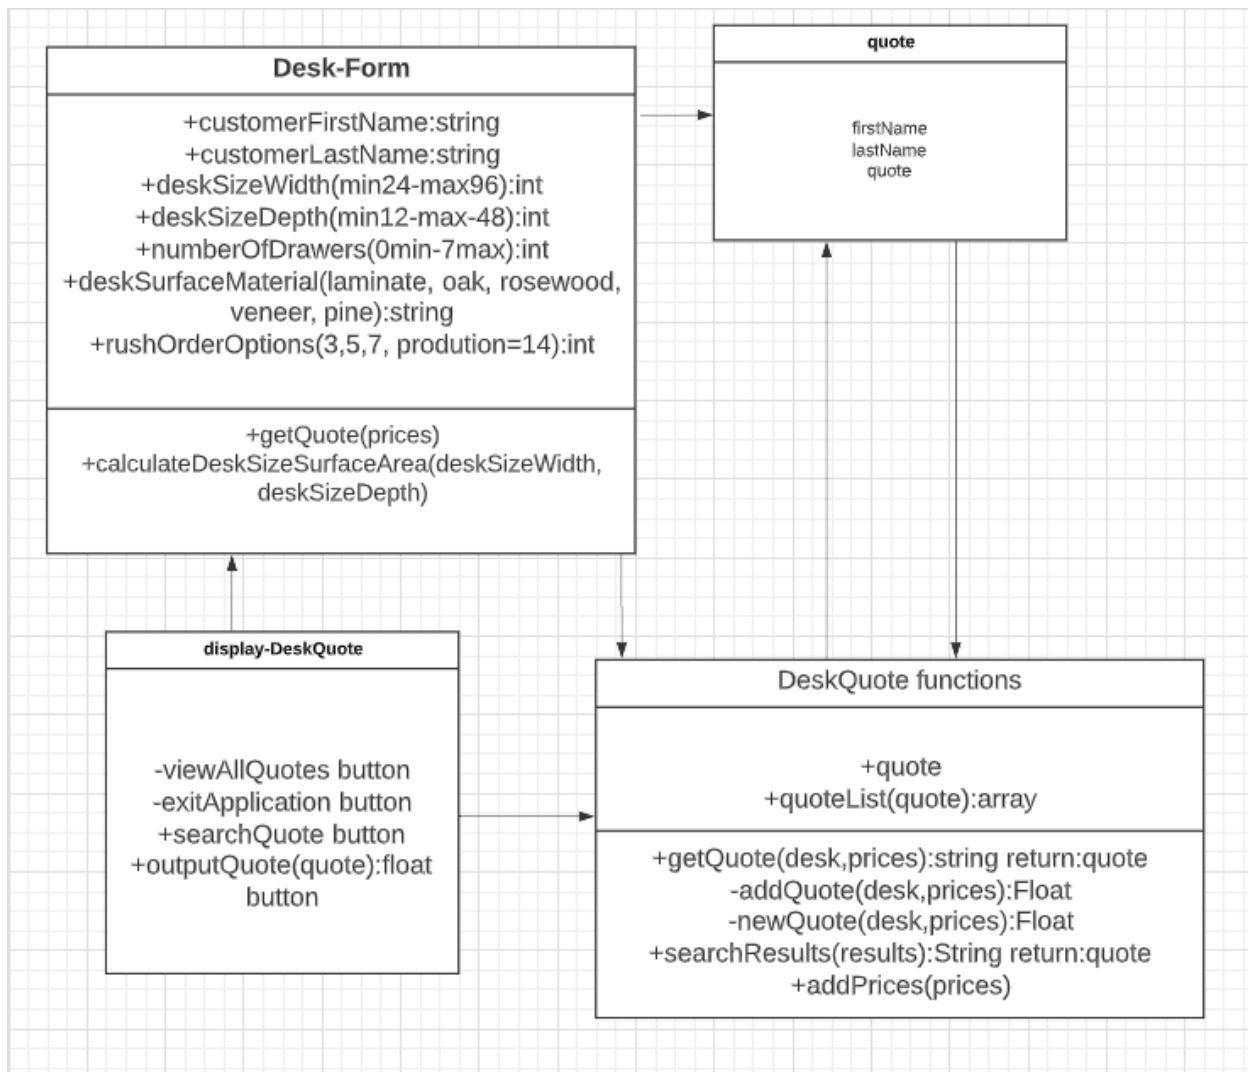 Desk-Form
+customerFirstName:string
+customerLastName:string
+deskSizeWidth(min24-max96):int
+deskSizeDepth(min12-max-48):int
+numberOfDrawers(0min-7max):int
+deskSurfaceMaterial(laminate, oak, rosewood,
veneer, pine):string
+rushOrderOptions(3,5,7, prodution=14):int
+getQuote(prices)
+calculateDeskSizeSurfaceArea(deskSizeWidth,
deskSizeDepth)
quote
firstName
lastName
quote
display-DeskQuote
-viewAllQuotes button
-exitApplication button
+searchQuote button
+outputQuote(quote):float
button
DeskQuote functions
+quote
+quoteList(quote):array
+getQuote(desk,prices):string return:quote
-addQuote(desk,prices):Float
-newQuote(desk,prices):Float
+searchResults(results):String return:quote
+addPrices(prices)